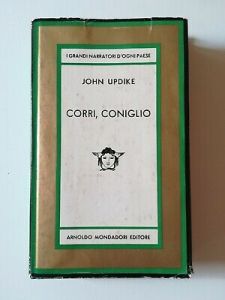 I GRANDI NARRATORI D'OGNI PAESE
JOHN UPDIKE
CORRI, CONIGLIO
ARNOLDO MONDADORI EDITORE